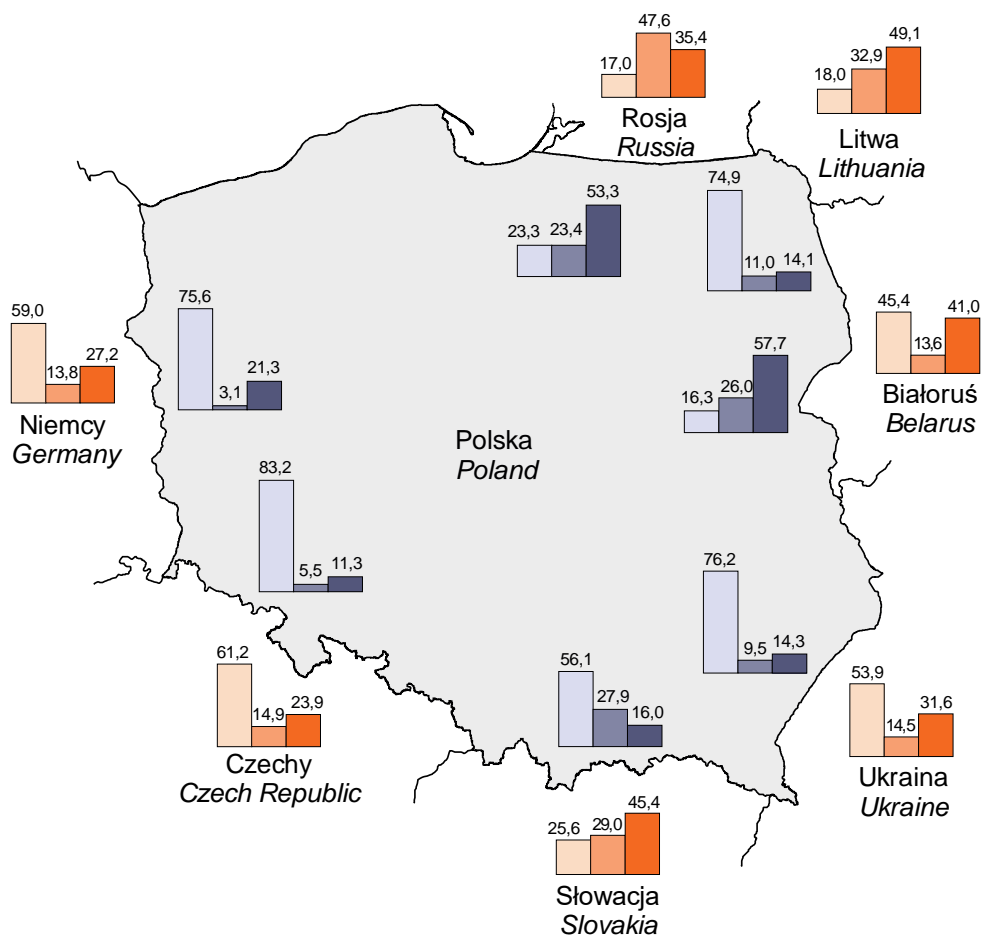 47,6
17,0 35,4
Rosja
Russia
49,1
32,9
18,0
Litwa
Lithuania
53,3
23,3 23,4
74,9
11,0 14,1
75,6
3,1 21,3
59,0
13,8 27,2
Niemcy
Germany
45,4 41,0
13,6
Białoruś
Belarus
57,7
16,3 26,0
Polska
Poland
83,2
5,5 11,3
76,2
9,5 14,3
61,2
14,9 23,9
Czechy
Czech Republic
56,1
27,9
16,0
53,9
14,5 31,6
Ukraina
Ukraine
45,4
25,6 29,0
Słowacja
Slovakia